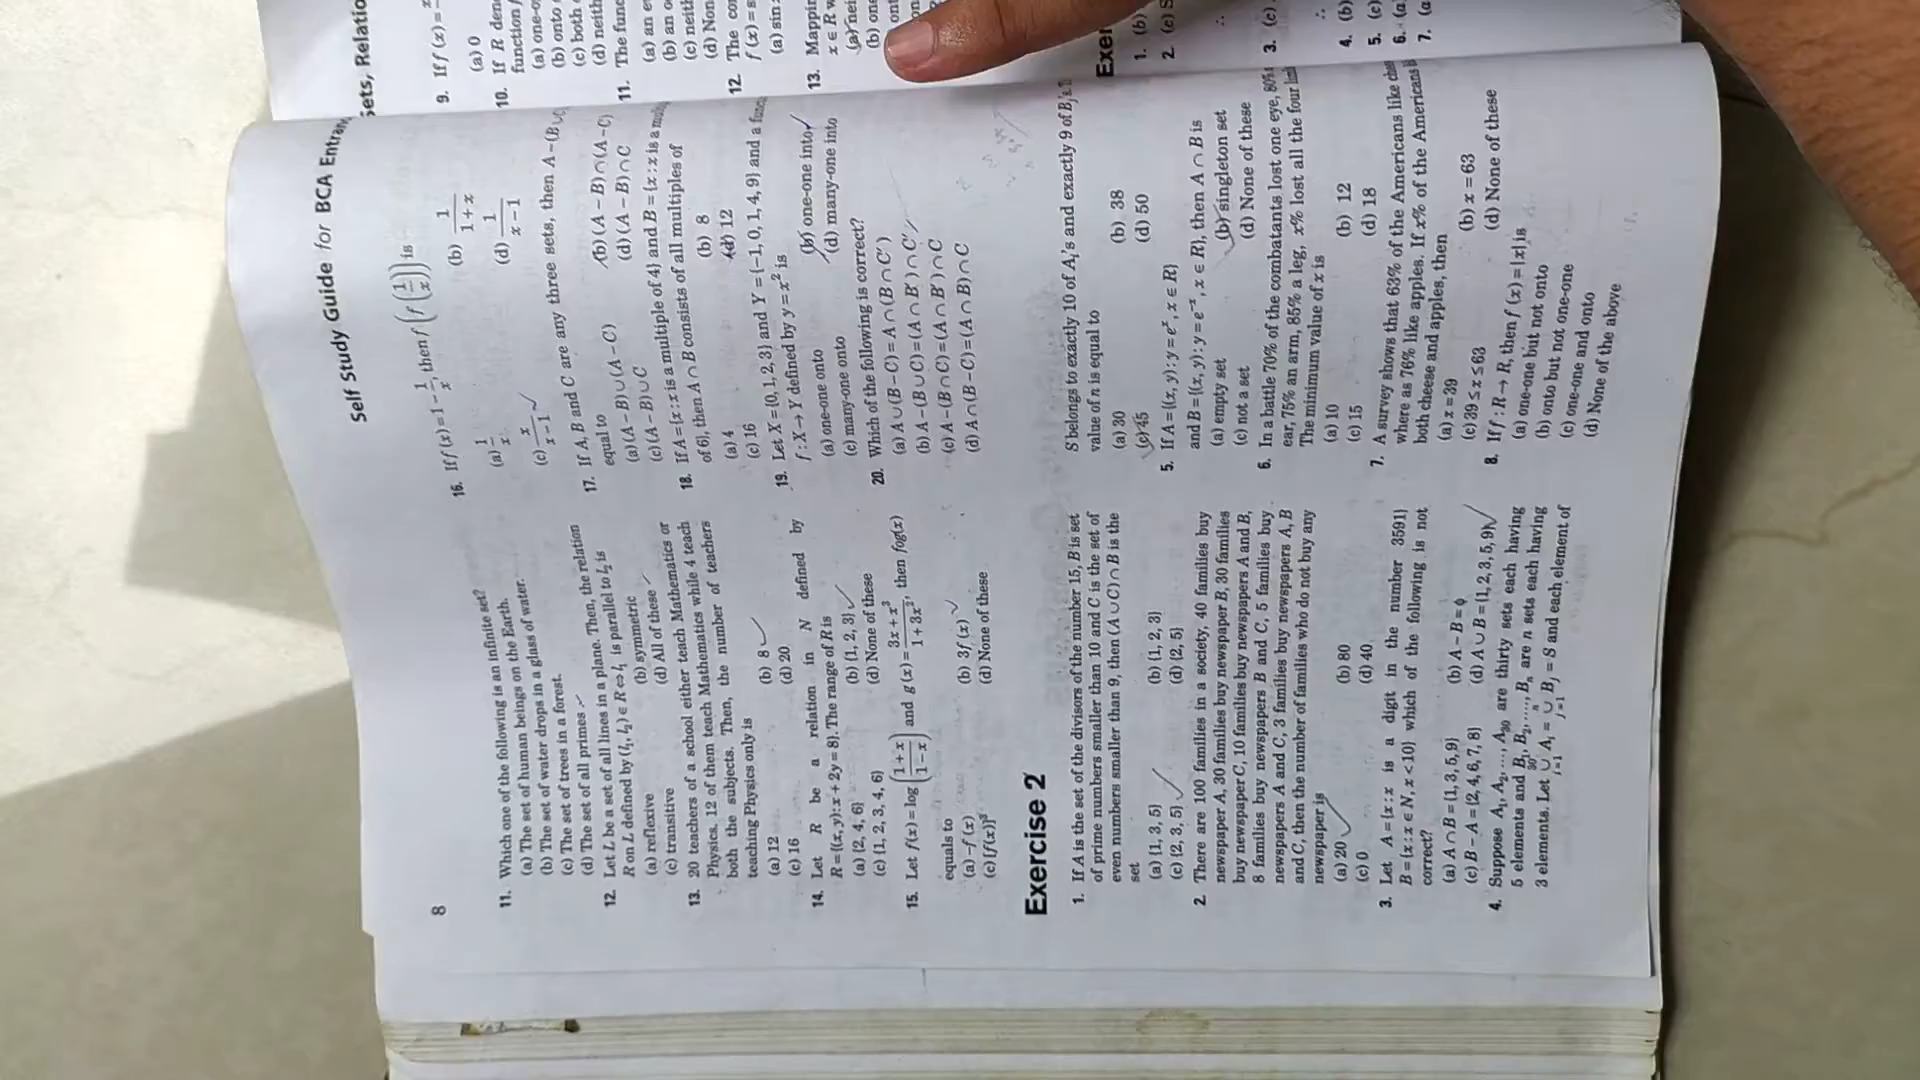 8
Self Study Guide for BCA
11. Which one of the following is an infinite set?
(a) The set of human beings on the Earth.
(b) The set of water drops in a glass of water.
(c) The set of trees in a forest.
(d) The set of all primes
12. Let L be a set of all lines in a plane. Then, the relation
R on L defined by (l₁, l₂) ∈ R ⇔ l₁ is parallel to l₂ is
(a) reflexive (b) symmetric
(c) transitive (d) All of these
13. 20 teachers of a school either teach Mathematics or
Physics. 12 of them teach Mathematics while 4 teach
both the subjects. Then, the number of teachers
teaching Physics only is
(a) 12 (b) 8
(c) 16 (d) 20
14. Let R be a relation in N defined by
R = {(x, y) : x + 2y = 8}. The range of R is
(a) {2, 4, 6} (b) {1, 2, 3}
(c) {1, 2, 3, 4, 6} (d) None of these
15. Let f(x) = log ((1 + x)/(1 − x)) and g(x) = (3x + x³)/(1 + 3x²), then fog(x)
equals to
(a) −f(x) (b) 3f(x)
(c) [f(x)]³ (d) None of these
16. If f(x) = 1 − 1/x, then f(f(1/x)) is
(a) 1/x (b) 1/(1 + x)
(c) x/(x − 1) (d) 1/(x − 1)
17. If A, B and C are any three sets, then A − (B ∪
equal to
(a) (A − B) ∪ (A − C) (b) (A − B) ∩ (A − C)
(c) (A − B) ∪ C (d) (A − B) ∩ C
18. If A = {x : x is a multiple of 4} and B = {x : x is a
of 6}, then A ∩ B consists of all multiples of
(a) 4 (b) 8
(c) 16 (d) 12
19. Let X = {0, 1, 2, 3} and Y = {−1, 0, 1, 4, 9} and a
f : X → Y defined by y = x² is
(a) one-one onto (b) one-one into
(c) many-one onto (d) many-one into
20. Which of the following is correct?
(a) A ∪ (B − C) = A ∩ (B ∩ C′)
(b) A − (B ∪ C) = (A ∩ B′) ∩ C′
(c) A − (B ∩ C) = (A ∩ B′) ∩ C
(d) A ∩ (B − C) = (A ∩ B) ∩ C
Exercise 2
1. If A is the set of the divisors of the number 15, B is set
of prime numbers smaller than 10 and C is the set of
even numbers smaller than 9, then (A ∪ C) ∩ B is the
set
(a) {1, 3, 5} (b) {1, 2, 3}
(c) {2, 3, 5} (d) {2, 5}
2. There are 100 families in a society, 40 families buy
newspaper A, 30 families buy newspaper B, 30 families
buy newspaper C, 10 families buy newspapers A and B,
8 families buy newspapers B and C, 5 families buy
newspapers A and C, 3 families buy newspapers A, B
and C, then the number of families who do not buy any
newspaper is
(a) 20 (b) 80
(c) 0 (d) 40
3. Let A = {x : x is a digit in the number 3591}
B = {x : x ∈ N, x < 10} which of the following is not
correct?
(a) A ∩ B = {1, 3, 5, 9} (b) A − B = ϕ
(c) B − A = {2, 4, 6, 7, 8} (d) A ∪ B = {1, 2, 3, 5, 9}
4. Suppose A₁, A₂, ..., A₃₀ are thirty sets each having
5 elements and B₁, B₂, ..., Bₙ are n sets each having
3 elements. Let ∪³⁰ᵢ₌₁ Aᵢ = ∪ⁿⱼ₌₁ Bⱼ = S and each element of
S belongs to exactly 10 of Aᵢ's and exactly 9 of Bⱼ's.
value of n is equal to
(a) 30 (b) 38
(c) 45 (d) 50
5. If A = {(x, y) : y = eˣ, x ∈ R}
and B = {(x, y) : y = e⁻ˣ, x ∈ R}, then A ∩ B is
(a) empty set (b) singleton set
(c) not a set (d) None of these
6. In a battle 70% of the combatants lost one eye, 80%
ear, 75% an arm, 85% a leg, x% lost all the four
The minimum value of x is
(a) 10 (b) 12
(c) 15 (d) 18
7. A survey shows that 63% of the Americans like
where as 76% like apples. If x% of the Americans
both cheese and apples, then
(a) x = 39 (b) x = 63
(c) 39 ≤ x ≤ 63 (d) None of these
8. If f : R → R, then f(x) = |x| is
(a) one-one but not onto
(b) onto but not one-one
(c) one-one and onto
(d) None of the above
Sets,
9. If f(x) =
(a) 0
10. If R
function
(a)
(b) onto
(c) both
(d)
11. The
(a) an
(b) an
(c)
(d)
12. The
f(x) =
(a) sin
13.
x ∈ R
(b)
1. (b)
2. (c)
∴
3. (c)
∴
4. (b)
5. (c)
6. (a)
7.